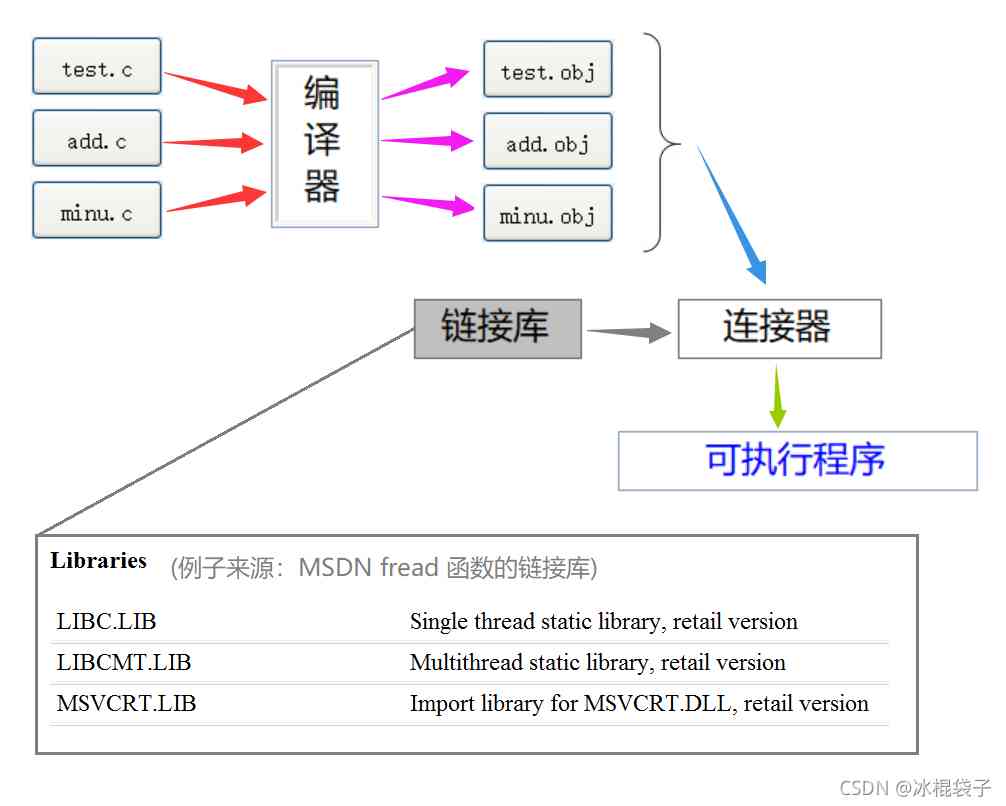 test.c
add.c
minu.c
编
译
器
test.obj
add.obj
minu.obj
链接库
连接器
可执行程序
Libraries (例子来源：MSDN fread 函数的链接库)
LIBC.LIB Single thread static library, retail version
LIBCMT.LIB Multithread static library, retail version
MSVCRT.LIB Import library for MSVCRT.DLL, retail version
CSDN @冰棍袋子